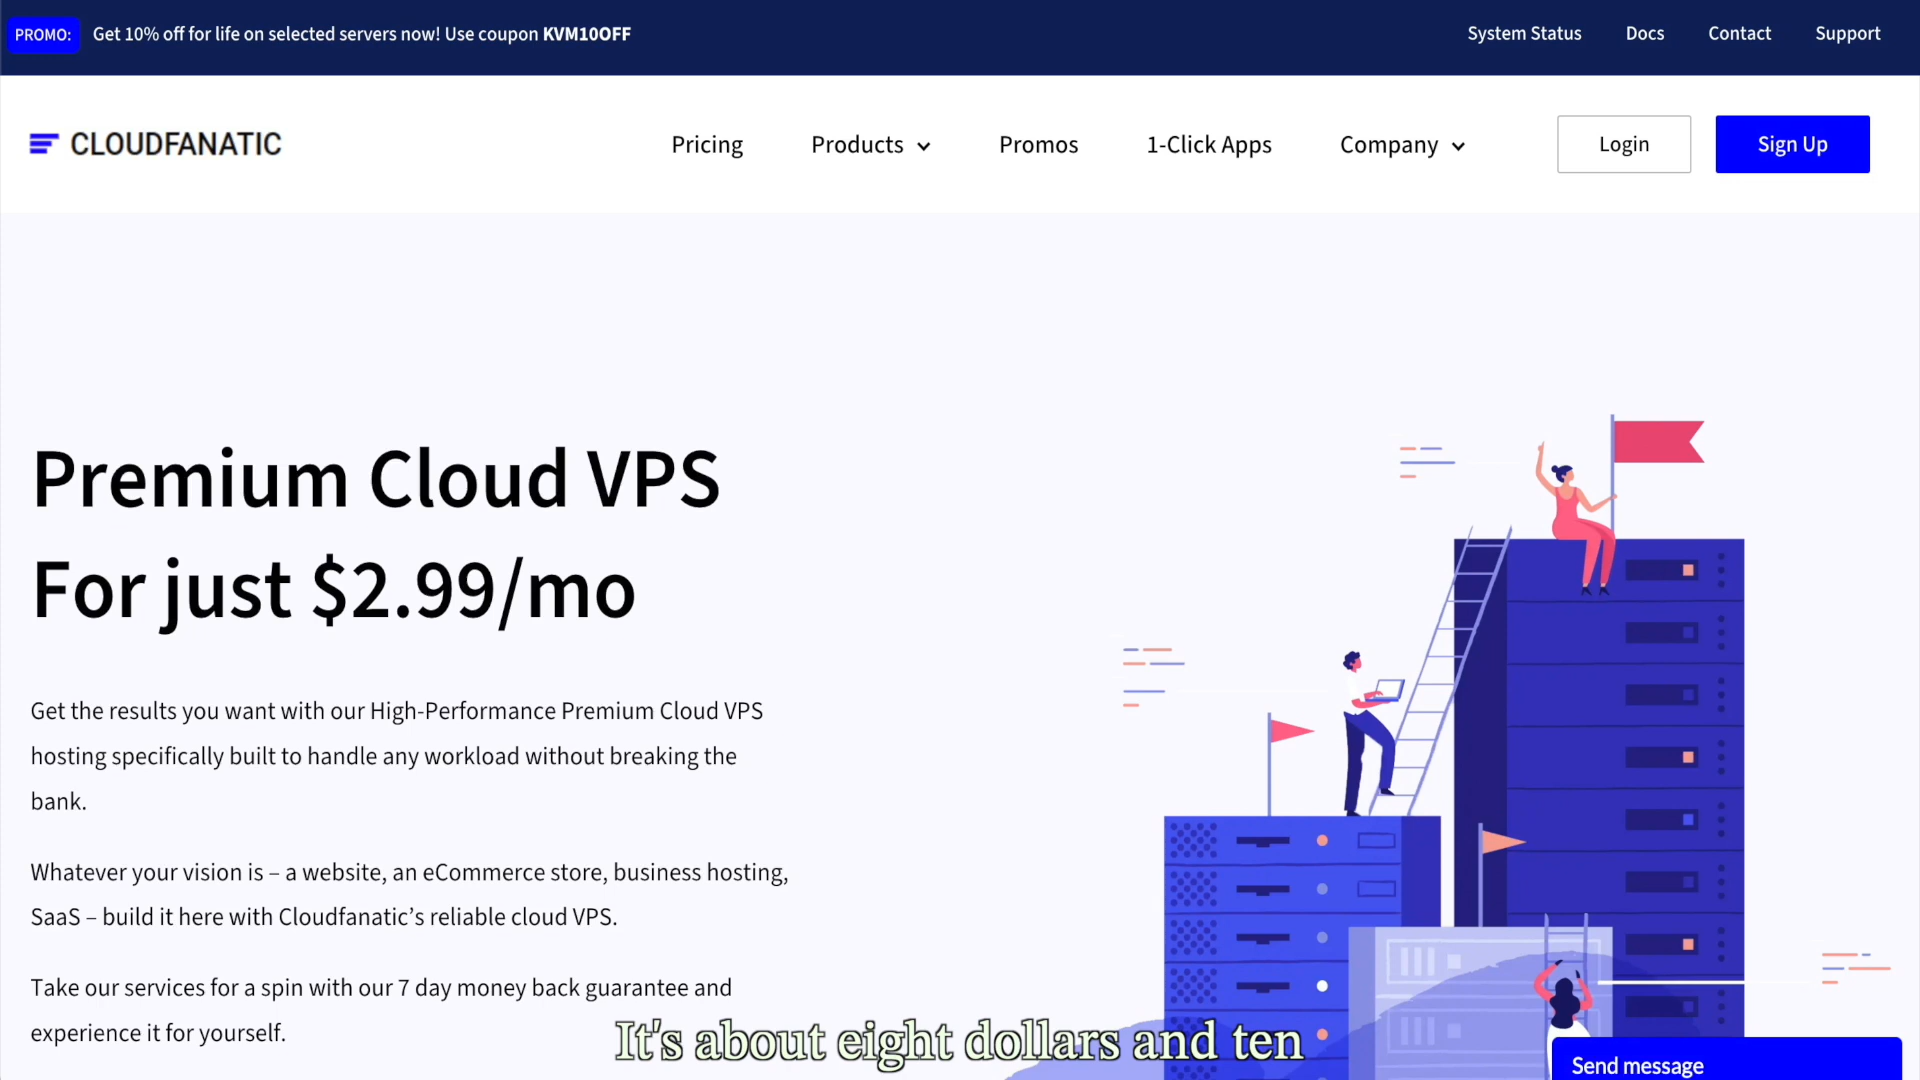 PROMO: Get 10% off for life on selected servers now! Use coupon KVM10OFF
System Status Docs Contact Support
CLOUDFANATIC
Pricing Products Promos 1-Click Apps Company Login Sign Up
Premium Cloud VPS
For just $2.99/mo
Get the results you want with our High-Performance Premium Cloud VPS
hosting specifically built to handle any workload without breaking the
bank.
Whatever your vision is – a website, an eCommerce store, business hosting,
SaaS – build it here with Cloudfanatic’s reliable cloud VPS.
Take our services for a spin with our 7 day money back guarantee and
experience it for yourself.
It's about eight dollars and ten
Send message